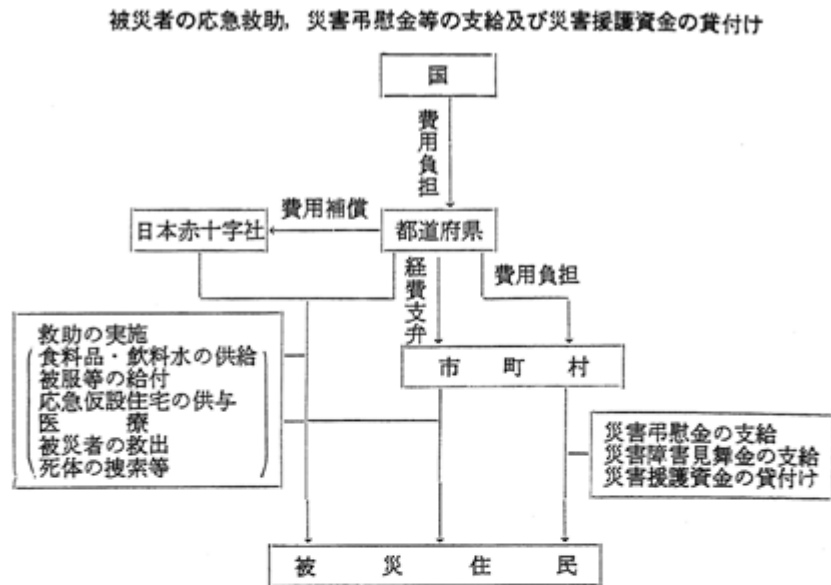 被災者の応急救助,災害弔慰金等の支給及び災害援護資金の貸付け
国
費用負担
費用補償
日本赤十字社
都道府県
経費支弁
費用負担
救助の実施
食料品・飲料水の供給
被服等の給付
応急仮設住宅の供与
医療
被災者の救出
死体の捜索等
市町村
災害弔慰金の支給
災害障害見舞金の支給
災害援護資金の貸付け
被災住民